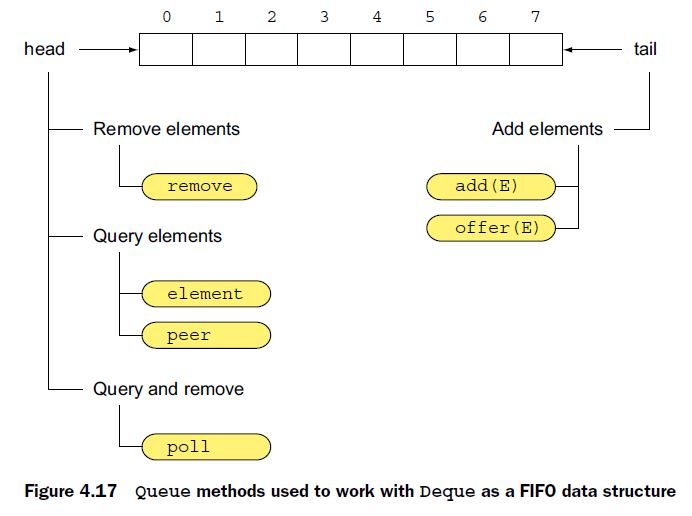 0 1 2 3 4 5 6 7
head tail
Remove elements Add elements
remove add(E)
offer(E)
Query elements
element
peer
Query and remove
poll
Figure 4.17 Queue methods used to work with Deque as a FIFO data structure